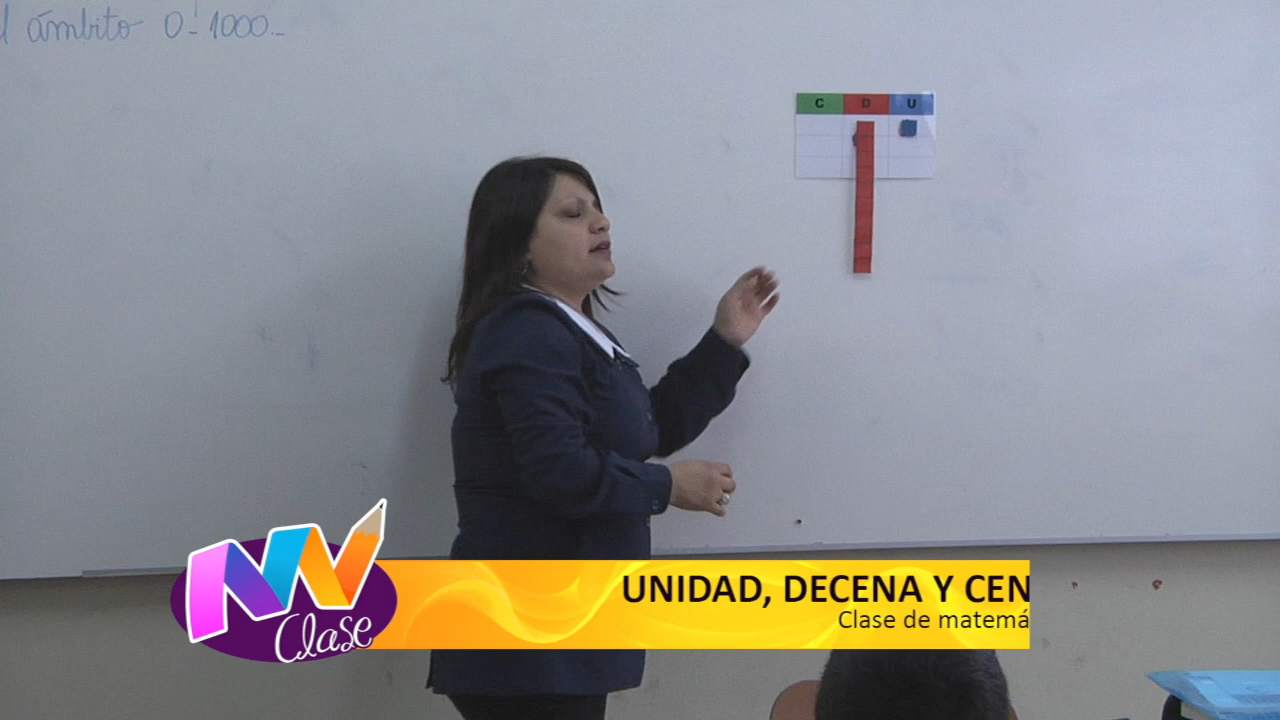 ámbito 0-1000.-
C D U
Clase
UNIDAD, DECENA Y CEN
Clase de matemá